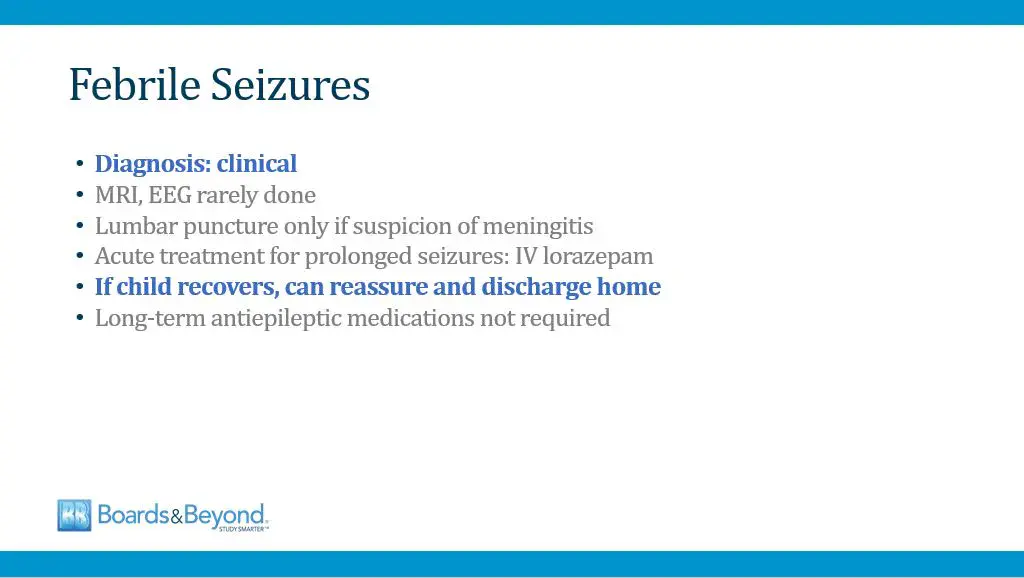 Febrile Seizures
• Diagnosis: clinical
• MRI, EEG rarely done
• Lumbar puncture only if suspicion of meningitis
• Acute treatment for prolonged seizures: IV lorazepam
• If child recovers, can reassure and discharge home
• Long-term antiepileptic medications not required
BB Boards&Beyond®
STUDY SMARTER™